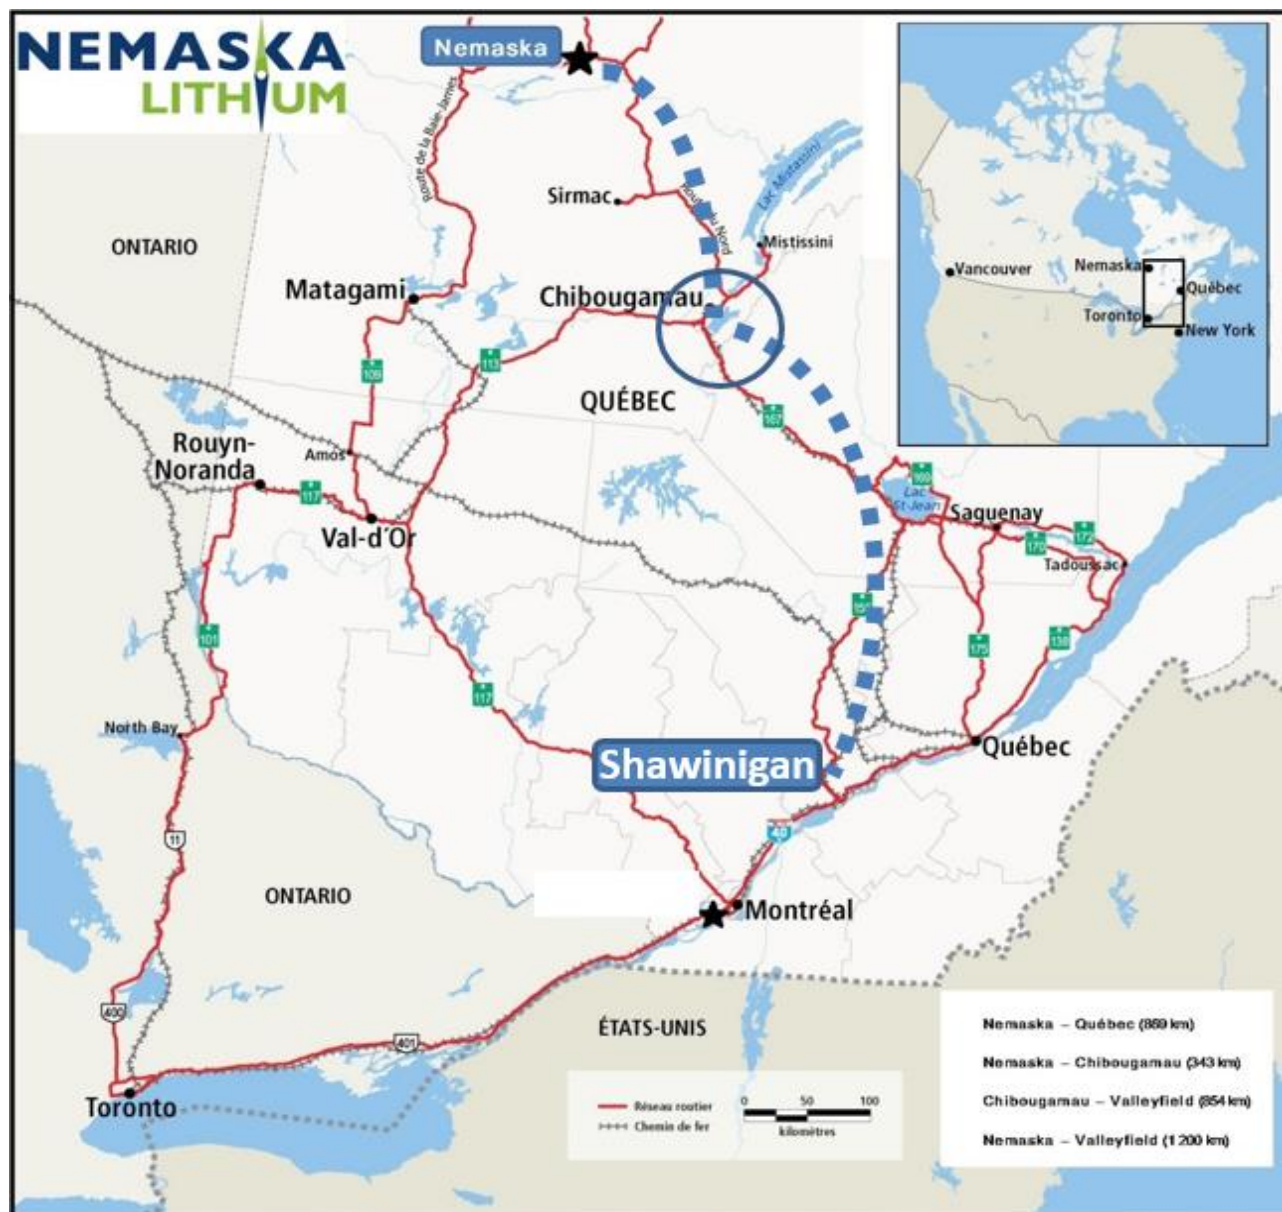 NEMASKA
LITHIUM
Nemaska
Route de la Baie-James
Lac Mistassini
Sirmac
Route du Nord
Mistissini
ONTARIO
Matagami
Chibougamau
Vancouver
Nemaska
Québec
Toronto
New York
109
113
QUÉBEC
167
Rouyn-
Noranda
Amos
117
Val-d'Or
169
Lac
St-Jean
Saguenay
172
170
Tadoussac
155
101
175
138
117
North Bay
Shawinigan
Québec
40
11
ONTARIO
Montréal
400
401
ÉTATS-UNIS
Toronto
Réseau routier
Chemin de fer
0 50 100
kilomètres
Nemaska – Québec (859 km)
Nemaska – Chibougamau (343 km)
Chibougamau – Valleyfield (854 km)
Nemaska – Valleyfield (1 200 km)